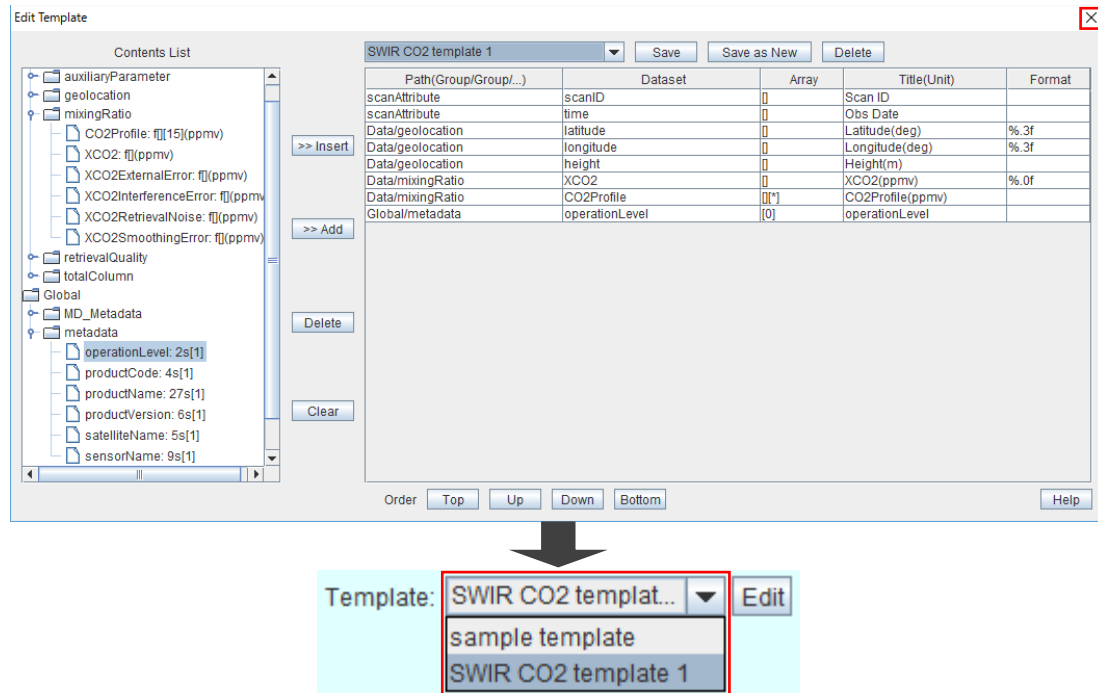 Edit Template
Contents List
SWIR CO2 template 1 Save Save as New Delete
auxiliaryParameter
geolocation
mixingRatio
CO2Profile: f[][15](ppmv)
XCO2: f[](ppmv)
XCO2ExternalError: f[](ppmv)
XCO2InterferenceError: f[](ppmv
XCO2RetrievalNoise: f[](ppmv)
XCO2SmoothingError: f[](ppmv)
retrievalQuality
totalColumn
Global
MD_Metadata
metadata
operationLevel: 2s[1]
productCode: 4s[1]
productName: 27s[1]
productVersion: 6s[1]
satelliteName: 5s[1]
sensorName: 9s[1]
>> Insert
>> Add
Delete
Clear
Path(Group/Group/...) Dataset Array Title(Unit) Format
scanAttribute scanID [] Scan ID
scanAttribute time [] Obs Date
Data/geolocation latitude [] Latitude(deg) %.3f
Data/geolocation longitude [] Longitude(deg) %.3f
Data/geolocation height [] Height(m)
Data/mixingRatio XCO2 [] XCO2(ppmv) %.0f
Data/mixingRatio CO2Profile [][*] CO2Profile(ppmv)
Global/metadata operationLevel [0] operationLevel
Order Top Up Down Bottom Help
Template: SWIR CO2 templat... Edit
sample template
SWIR CO2 template 1